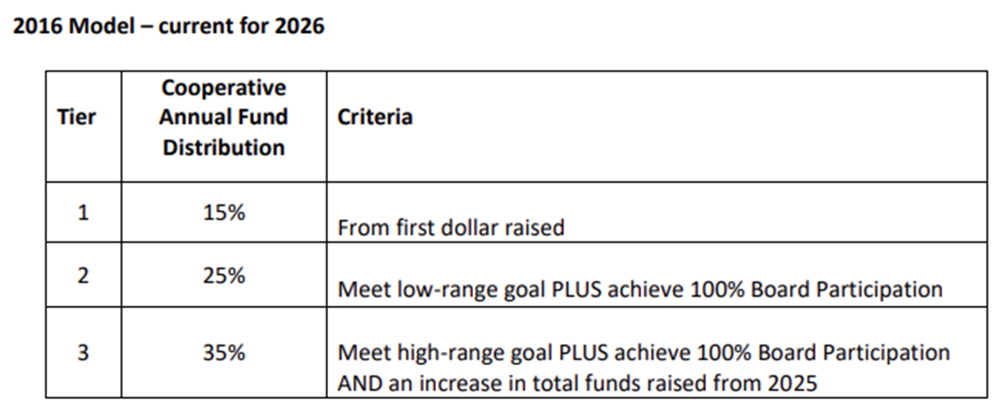 2016 Model – current for 2026
Cooperative
Tier Annual Fund Criteria
Distribution
1 15% From first dollar raised
2 25% Meet low-range goal PLUS achieve 100% Board Participation
3 35% Meet high-range goal PLUS achieve 100% Board Participation
AND an increase in total funds raised from 2025